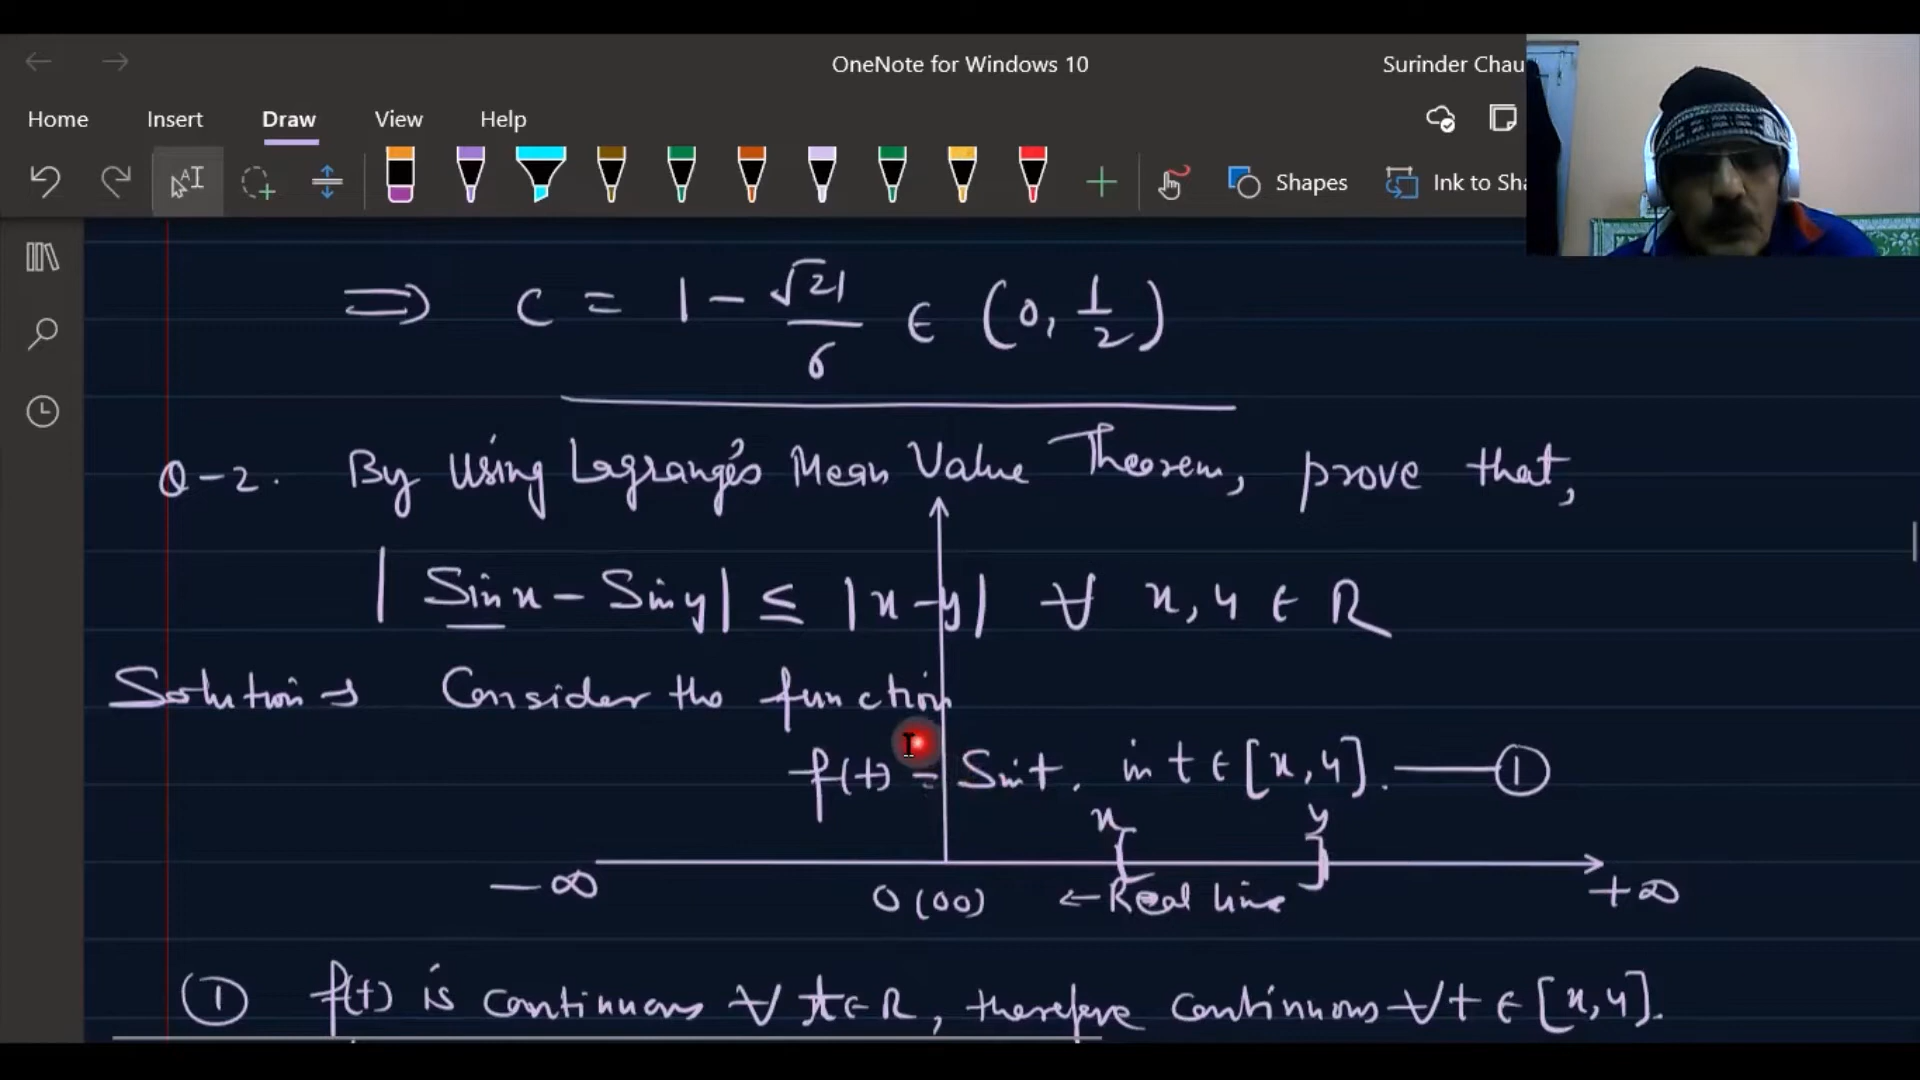 OneNote for Windows 10
Surinder Chau
Home Insert Draw View Help
Shapes Ink to Sha
⇒ C = 1 - √21/6 ∈ (0, 1/2)
Q-2. By Using Lagrange's Mean Value Theorem, prove that,
| Sin x - Sin y | ≤ | x - y | ∀ x, y ∈ R
Solution → Consider the function
f(t) = Sin t, in t ∈ [x, y]. ①
x y
-∞ 0 (00) ← Real line +∞
① f(t) is continuous ∀ t ∈ R, therefore continuous ∀ t ∈ [x, y].